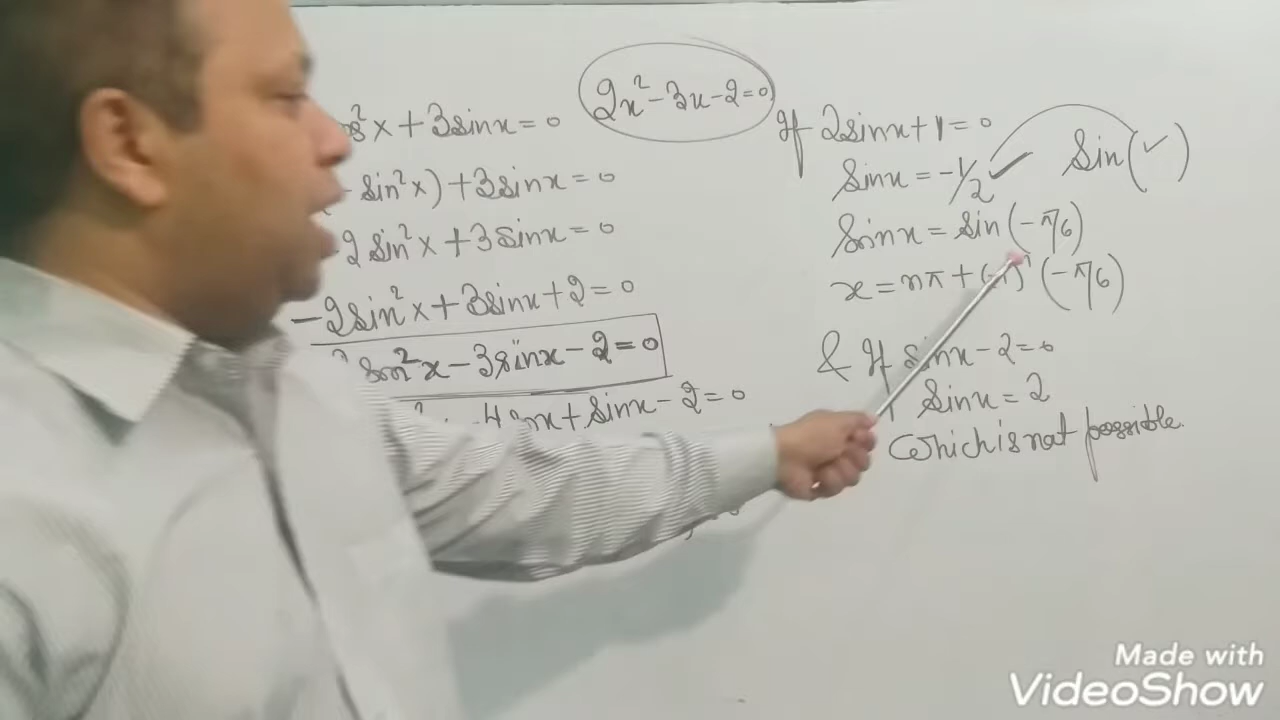 2x²-3x-2=0
s²x+3sinx=0
sin²x)+3sinx=0
2sin²x+3sinx=0
-2sin²x+3sinx+2=0
sin²x-3sinx-2=0
-4sinx+sinx-2=0
If 2sinx+1=0
sinx=-1/2 ✓ sin(✓)
sinx=sin(-π/6)
x=nπ+ (-π/6)
& If sinx-2=0
sinx=2
which is not possible.
Made with
VideoShow